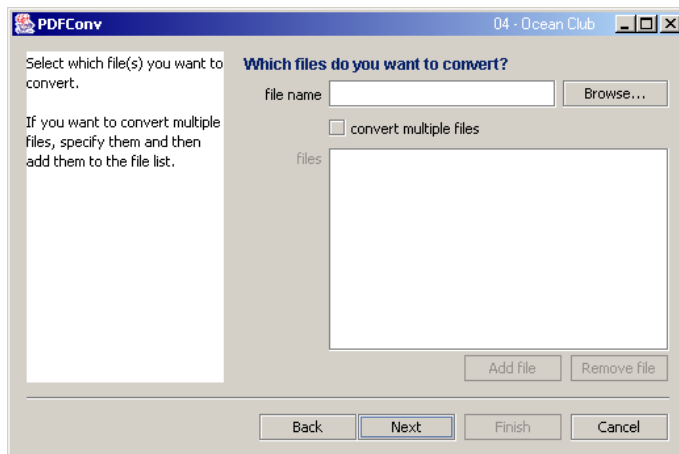 PDFConv 04 - Ocean Club
Select which file(s) you want to
convert.
If you want to convert multiple
files, specify them and then
add them to the file list.
Which files do you want to convert?
file name Browse...
convert multiple files
files
Add file Remove file
Back Next Finish Cancel